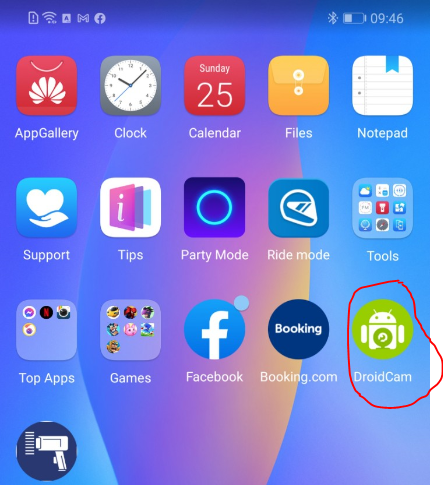 09:46
Sunday
25
AppGallery Clock Calendar Files Notepad
i
Support Tips Party Mode Ride mode Tools
Booking
Top Apps Games Facebook Booking.com DroidCam